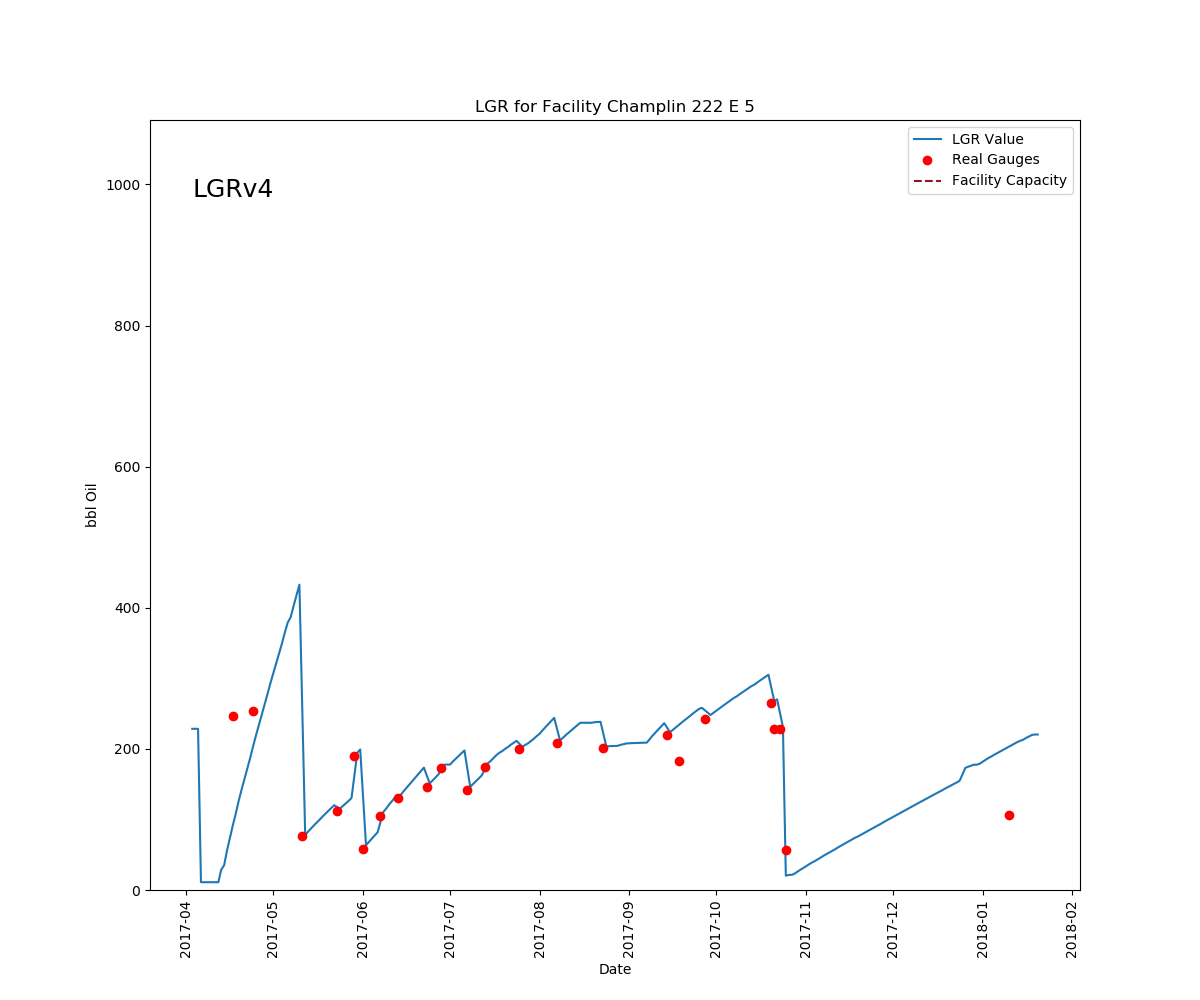 LGR for Facility Champlin 222 E 5
LGRv4
LGR Value
Real Gauges
Facility Capacity
bbl Oil
1000
800
600
400
200
0
2017-04
2017-05
2017-06
2017-07
2017-08
2017-09
2017-10
2017-11
2017-12
2018-01
2018-02
Date